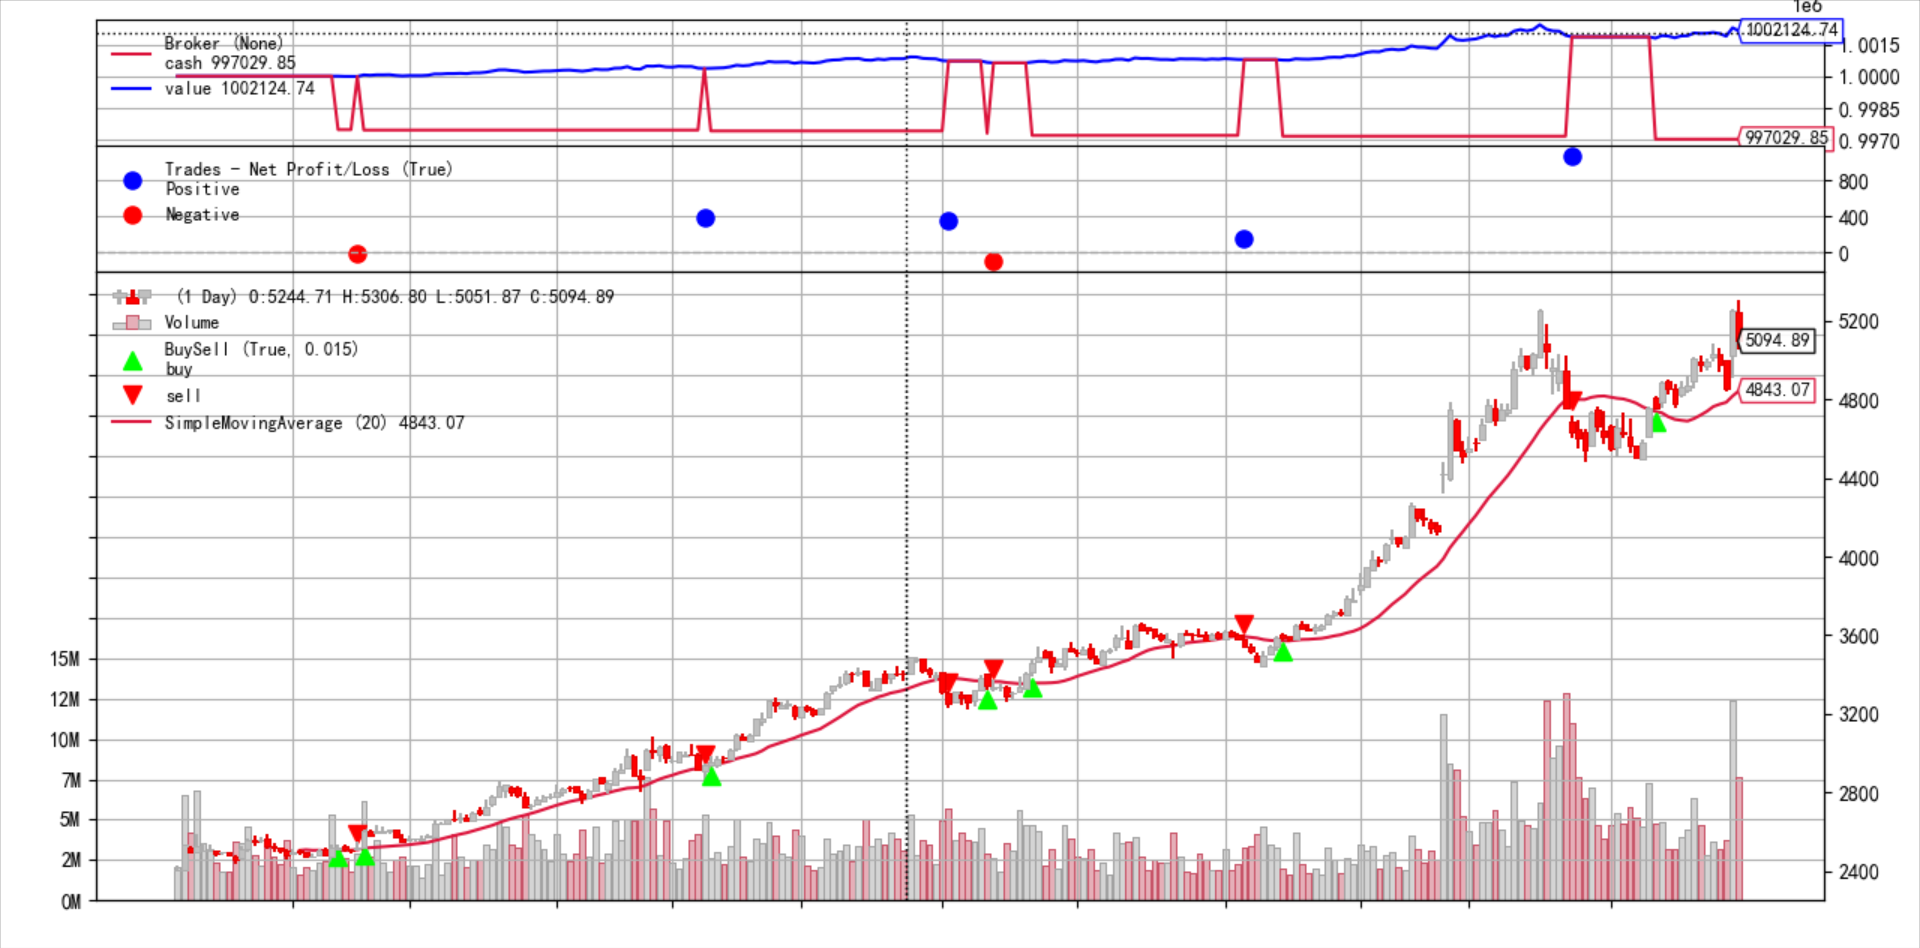 1e6
Broker (None)
cash 997029.85
value 1002124.74
1002124.74
1.0015
1.0000
0.9985
0.9970
997029.85
Trades - Net Profit/Loss (True)
Positive
Negative
800
400
0
(1 Day) O:5244.71 H:5306.80 L:5051.87 C:5094.89
Volume
BuySell (True, 0.015)
buy
sell
SimpleMovingAverage (20) 4843.07
5200
5094.89
4843.07
4800
4400
4000
3600
3200
2800
2400
15M
12M
10M
7M
5M
2M
0M